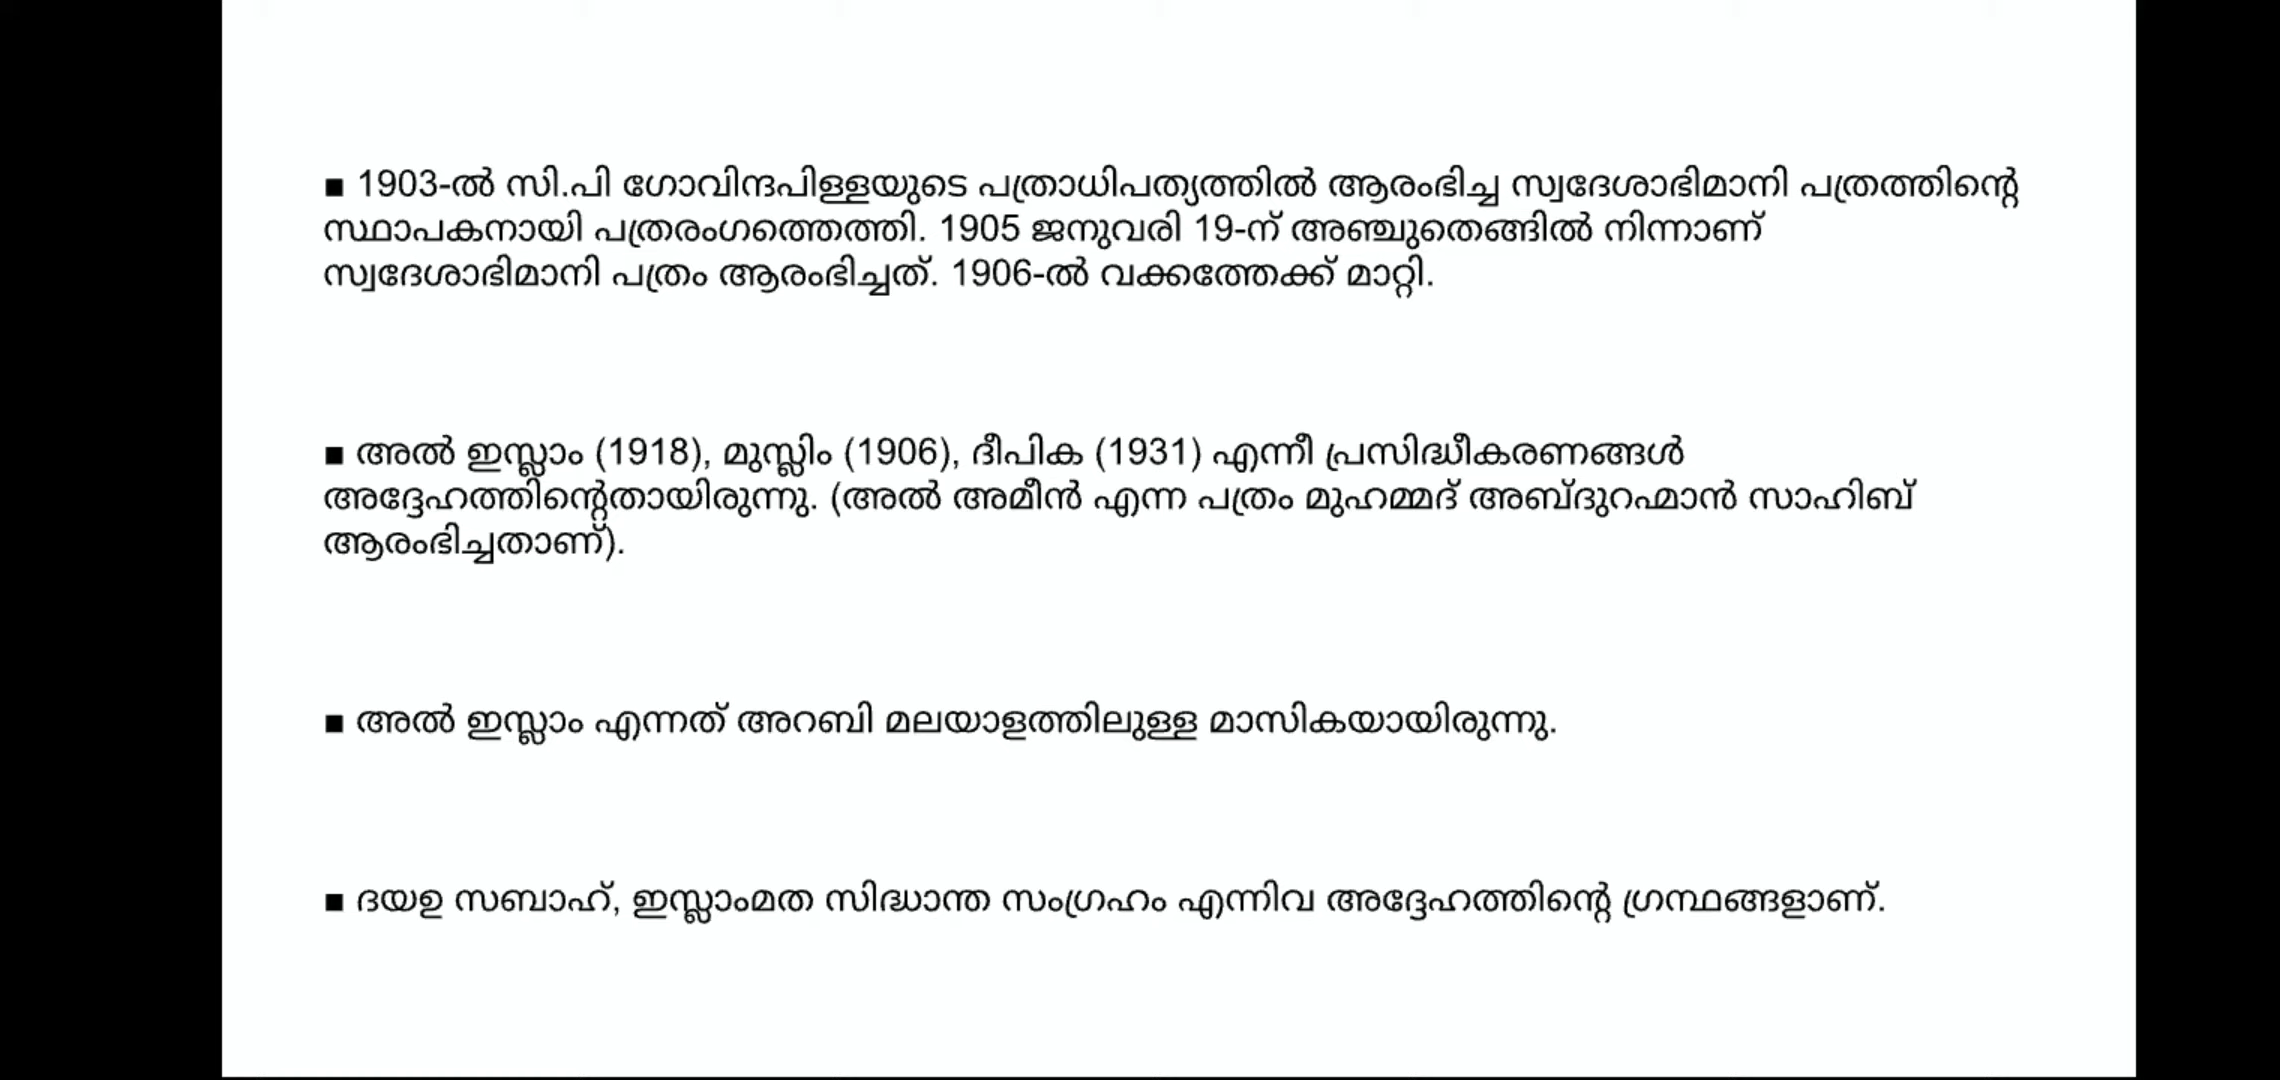 ■ 1903-ൽ സി.പി ഗോവിന്ദപിള്ളയുടെ പത്രാധിപത്യത്തിൽ ആരംഭിച്ച സ്വദേശാഭിമാനി പത്രത്തിന്റെ
സ്ഥാപകനായി പത്രരംഗത്തെത്തി. 1905 ജനുവരി 19-ന് അഞ്ചുതെങ്ങിൽ നിന്നാണ്
സ്വദേശാഭിമാനി പത്രം ആരംഭിച്ചത്. 1906-ൽ വക്കത്തേക്ക് മാറ്റി.
■ അൽ ഇസ്ലാം (1918), മുസ്ലിം (1906), ദീപിക (1931) എന്നീ പ്രസിദ്ധീകരണങ്ങൾ
അദ്ദേഹത്തിന്റെതായിരുന്നു. (അൽ അമീൻ എന്ന പത്രം മുഹമ്മദ് അബ്ദുറഹ്മാൻ സാഹിബ്
ആരംഭിച്ചതാണ്).
■ അൽ ഇസ്ലാം എന്നത് അറബി മലയാളത്തിലുള്ള മാസികയായിരുന്നു.
■ ദയഉ സബാഹ്, ഇസ്ലാംമത സിദ്ധാന്ത സംഗ്രഹം എന്നിവ അദ്ദേഹത്തിന്റെ ഗ്രന്ഥങ്ങളാണ്.